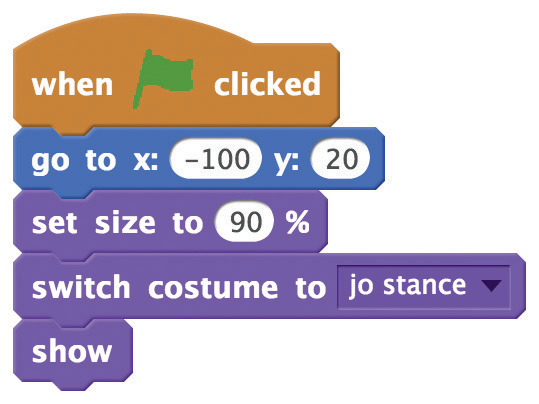 when clicked
go to x: -100 y: 20
set size to 90 %
switch costume to jo stance
show